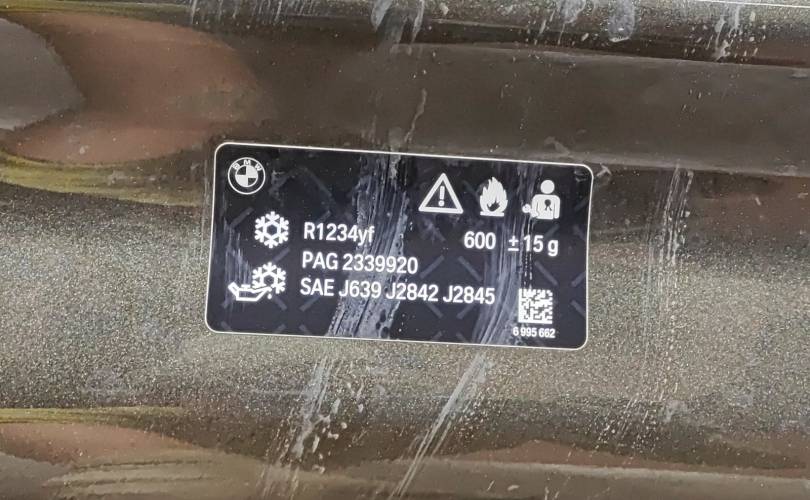 BMW
R1234yf 600 ± 15 g
PAG 2339920
SAE J639 J2842 J2845
6 995 662